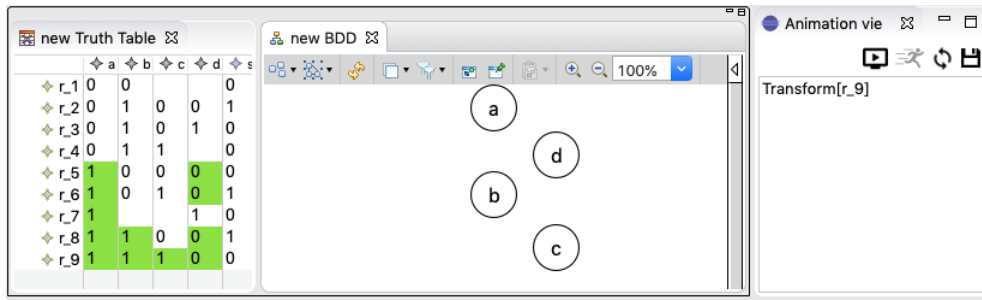 new Truth Table
a b c d s
r_1 0 0 0
r_2 0 1 0 0 1
r_3 0 1 0 1 0
r_4 0 1 1 0
r_5 1 0 0 0 0
r_6 1 0 1 0 1
r_7 1 1 0
r_8 1 1 0 0 1
r_9 1 1 1 0 0
new BDD
100%
a
d
b
c
Animation vie
Transform[r_9]